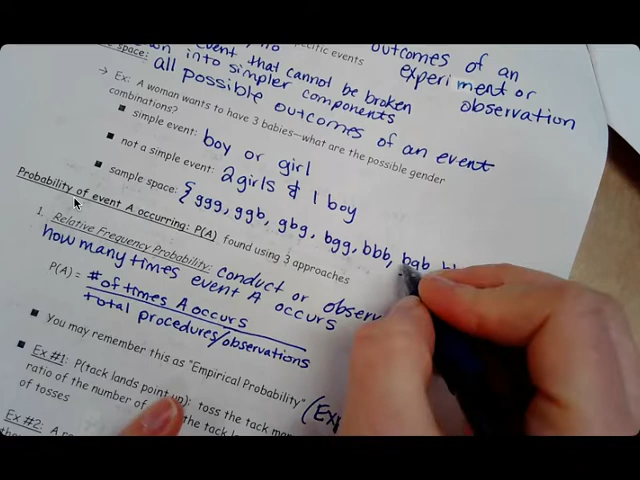 specific events
outcomes of an
experiment or
observation
space:
event that cannot be broken
into simpler components
all possible outcomes of an event
→ Ex: A woman wants to have 3 babies—what are the possible gender
combinations?
▪ simple event: boy or girl
▪ not a simple event: 2 girls & 1 boy
▪ sample space: {ggg, ggb, gbg, bgg, bbb, bgb,
Probability of event A occurring: P(A) found using 3 approaches
1. Relative Frequency Probability: conduct or
how many times event A occurs
P(A) = # of times A occurs
total procedures/observations
▪ You may remember this as "Empirical Probability"
▪ Ex #1: P(tack lands point up): toss the tack
ratio of the number of the tack
of tosses
Ex #2: A